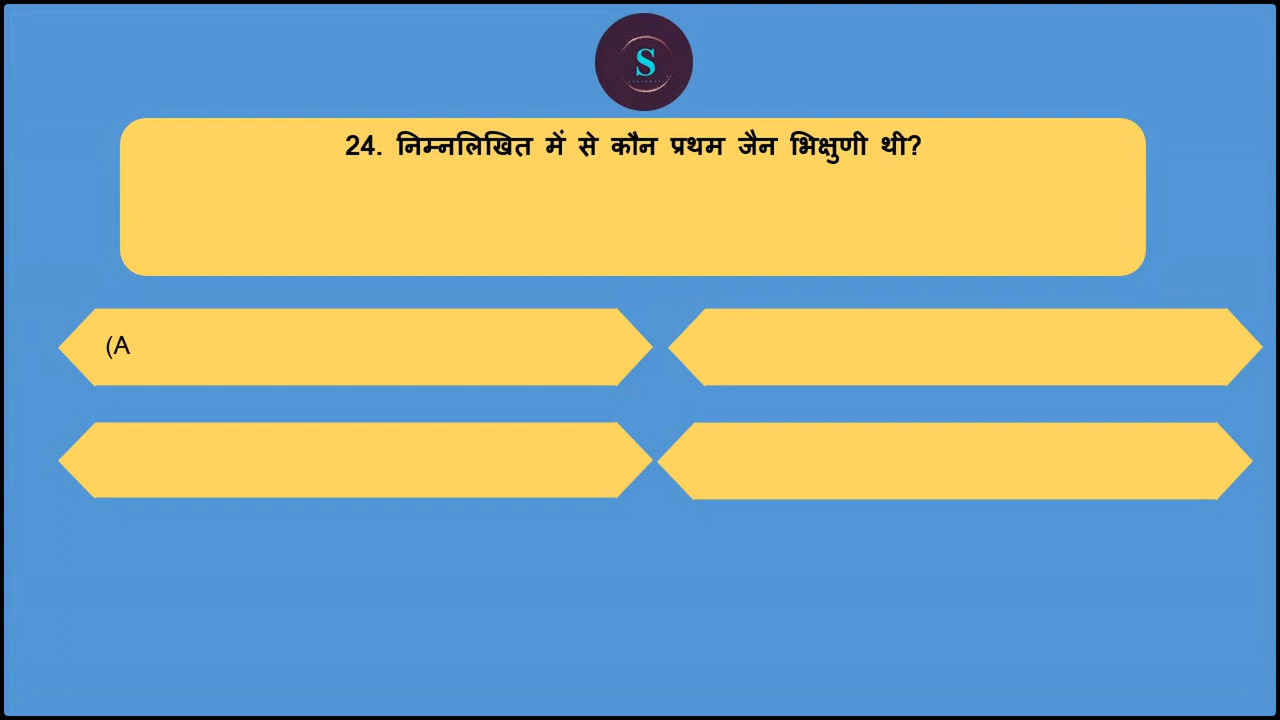 S
24. निम्नलिखित में से कौन प्रथम जैन भिक्षुणी थी?
(A